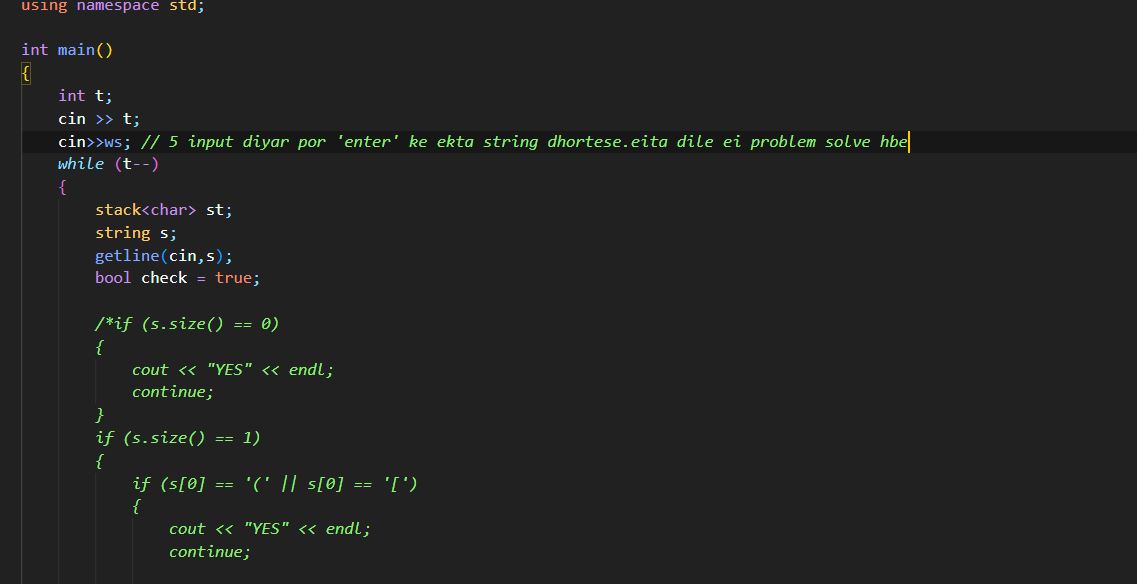 using namespace std;
int main()
{
int t;
cin >> t;
cin>>ws; // 5 input diyar por 'enter' ke ekta string dhortese.eita dile ei problem solve hbe
while (t--)
{
stack<char> st;
string s;
getline(cin,s);
bool check = true;
/*if (s.size() == 0)
{
cout << "YES" << endl;
continue;
}
if (s.size() == 1)
{
if (s[0] == '(' || s[0] == '[')
{
cout << "YES" << endl;
continue;